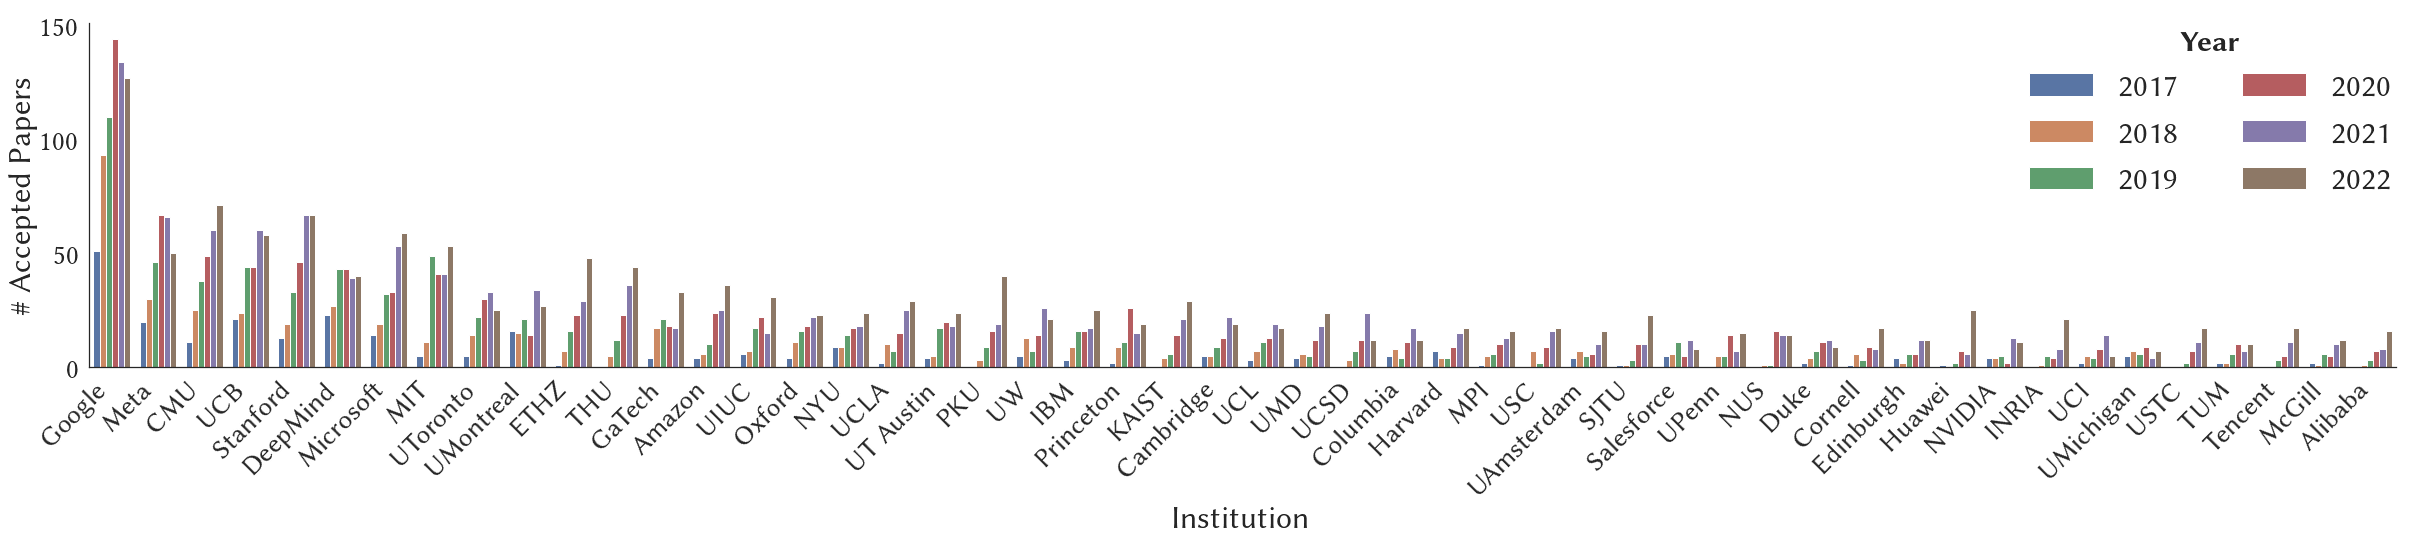 # Accepted Papers
150
100
50
0
Year
2017
2018
2019
2020
2021
2022
Google
Meta
CMU
UCB
Stanford
DeepMind
Microsoft
MIT
UToronto
UMontreal
ETHZ
THU
GaTech
Amazon
UIUC
Oxford
NYU
UCLA
UT Austin
PKU
UW
IBM
Princeton
KAIST
Cambridge
UCL
UMD
UCSD
Columbia
Harvard
MPI
USC
UAmsterdam
SJTU
Salesforce
UPenn
NUS
Duke
Cornell
Edinburgh
Huawei
NVIDIA
INRIA
UCI
UMichigan
USTC
TUM
Tencent
McGill
Alibaba
Institution